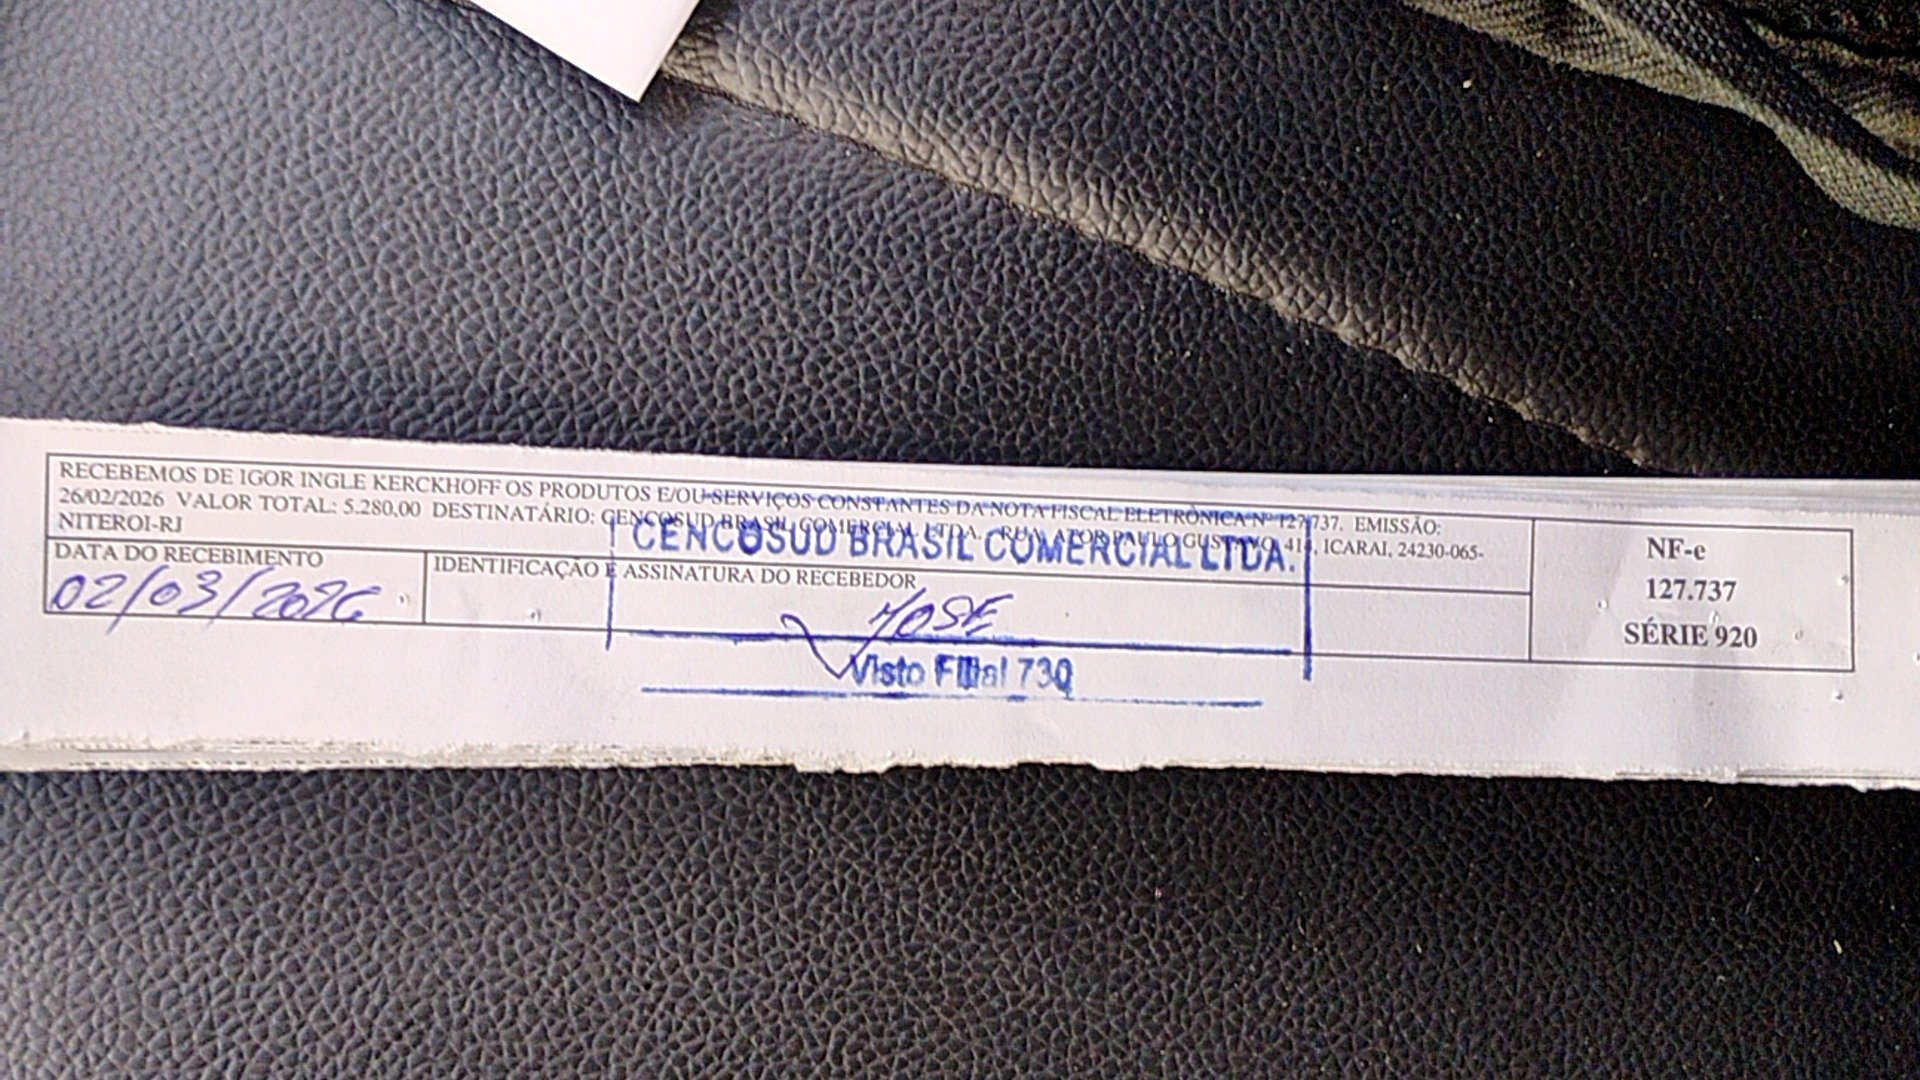 RECEBEMOS DE IGOR INGLE KERCKHOFF OS PRODUTOS E/OU SERVIÇOS CONSTANTES DA NOTA FISCAL ELETRÔNICA Nº 127.737. EMISSÃO:
26/02/2026 VALOR TOTAL: 5.280,00 DESTINATÁRIO: CENCOSUD BRASIL COMERCIAL LTDA. - RUA ATOR PAULO GUSTAVO, 414, ICARAI, 24230-065-
NITEROI-RJ
CENCOSUD BRASIL COMERCIAL LTDA.
DATA DO RECEBIMENTO
02/03/2026
IDENTIFICAÇÃO E ASSINATURA DO RECEBEDOR
JOSE
Visto Filial 730
NF-e
127.737
SÉRIE 920